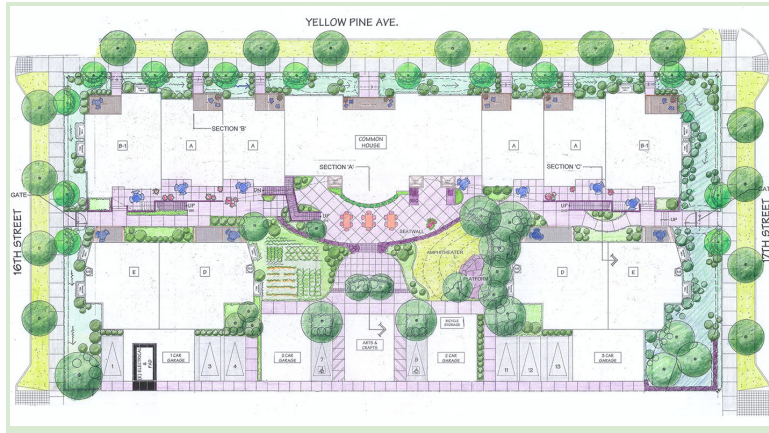 YELLOW PINE AVE.
SECTION 'B'
B-1
A
A
COMMON
HOUSE
A
A
B-1
SECTION 'A'
SECTION 'C'
GATE
UP
DN
UP
UP
UP
16TH STREET
17TH STREET
SEATWALL
AMPHITHEATER
PLATFORM
E
D
D
E
BICYCLE
STORAGE
ARTS &
CRAFTS
1
1 CAR
GARAGE
3
4
2 CAR
GARAGE
7
2 CAR
GARAGE
11
12
13
3-CAR
GARAGE